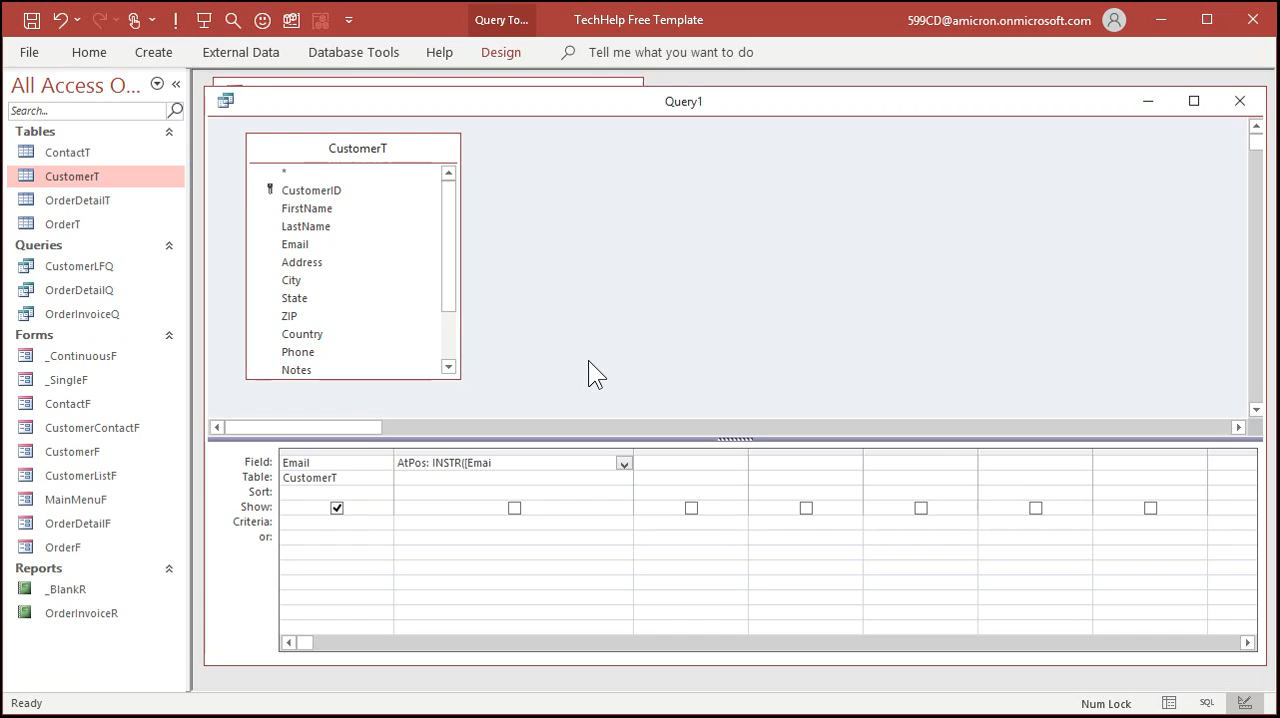 Query To...
TechHelp Free Template
599CD@amicron.onmicrosoft.com
File
Home
Create
External Data
Database Tools
Help
Design
Tell me what you want to do
All Access O...
Search...
Tables
ContactT
CustomerT
OrderDetailT
OrderT
Queries
CustomerLFQ
OrderDetailQ
OrderInvoiceQ
Forms
_ContinuousF
_SingleF
ContactF
CustomerContactF
CustomerF
CustomerListF
MainMenuF
OrderDetailF
OrderF
Reports
_BlankR
OrderInvoiceR
Query1
CustomerT
*
CustomerID
FirstName
LastName
Email
Address
City
State
ZIP
Country
Phone
Notes
Field: Email AtPos: INSTR([Emai
Table: CustomerT
Sort:
Show:
Criteria:
or:
Ready
Num Lock
SQL